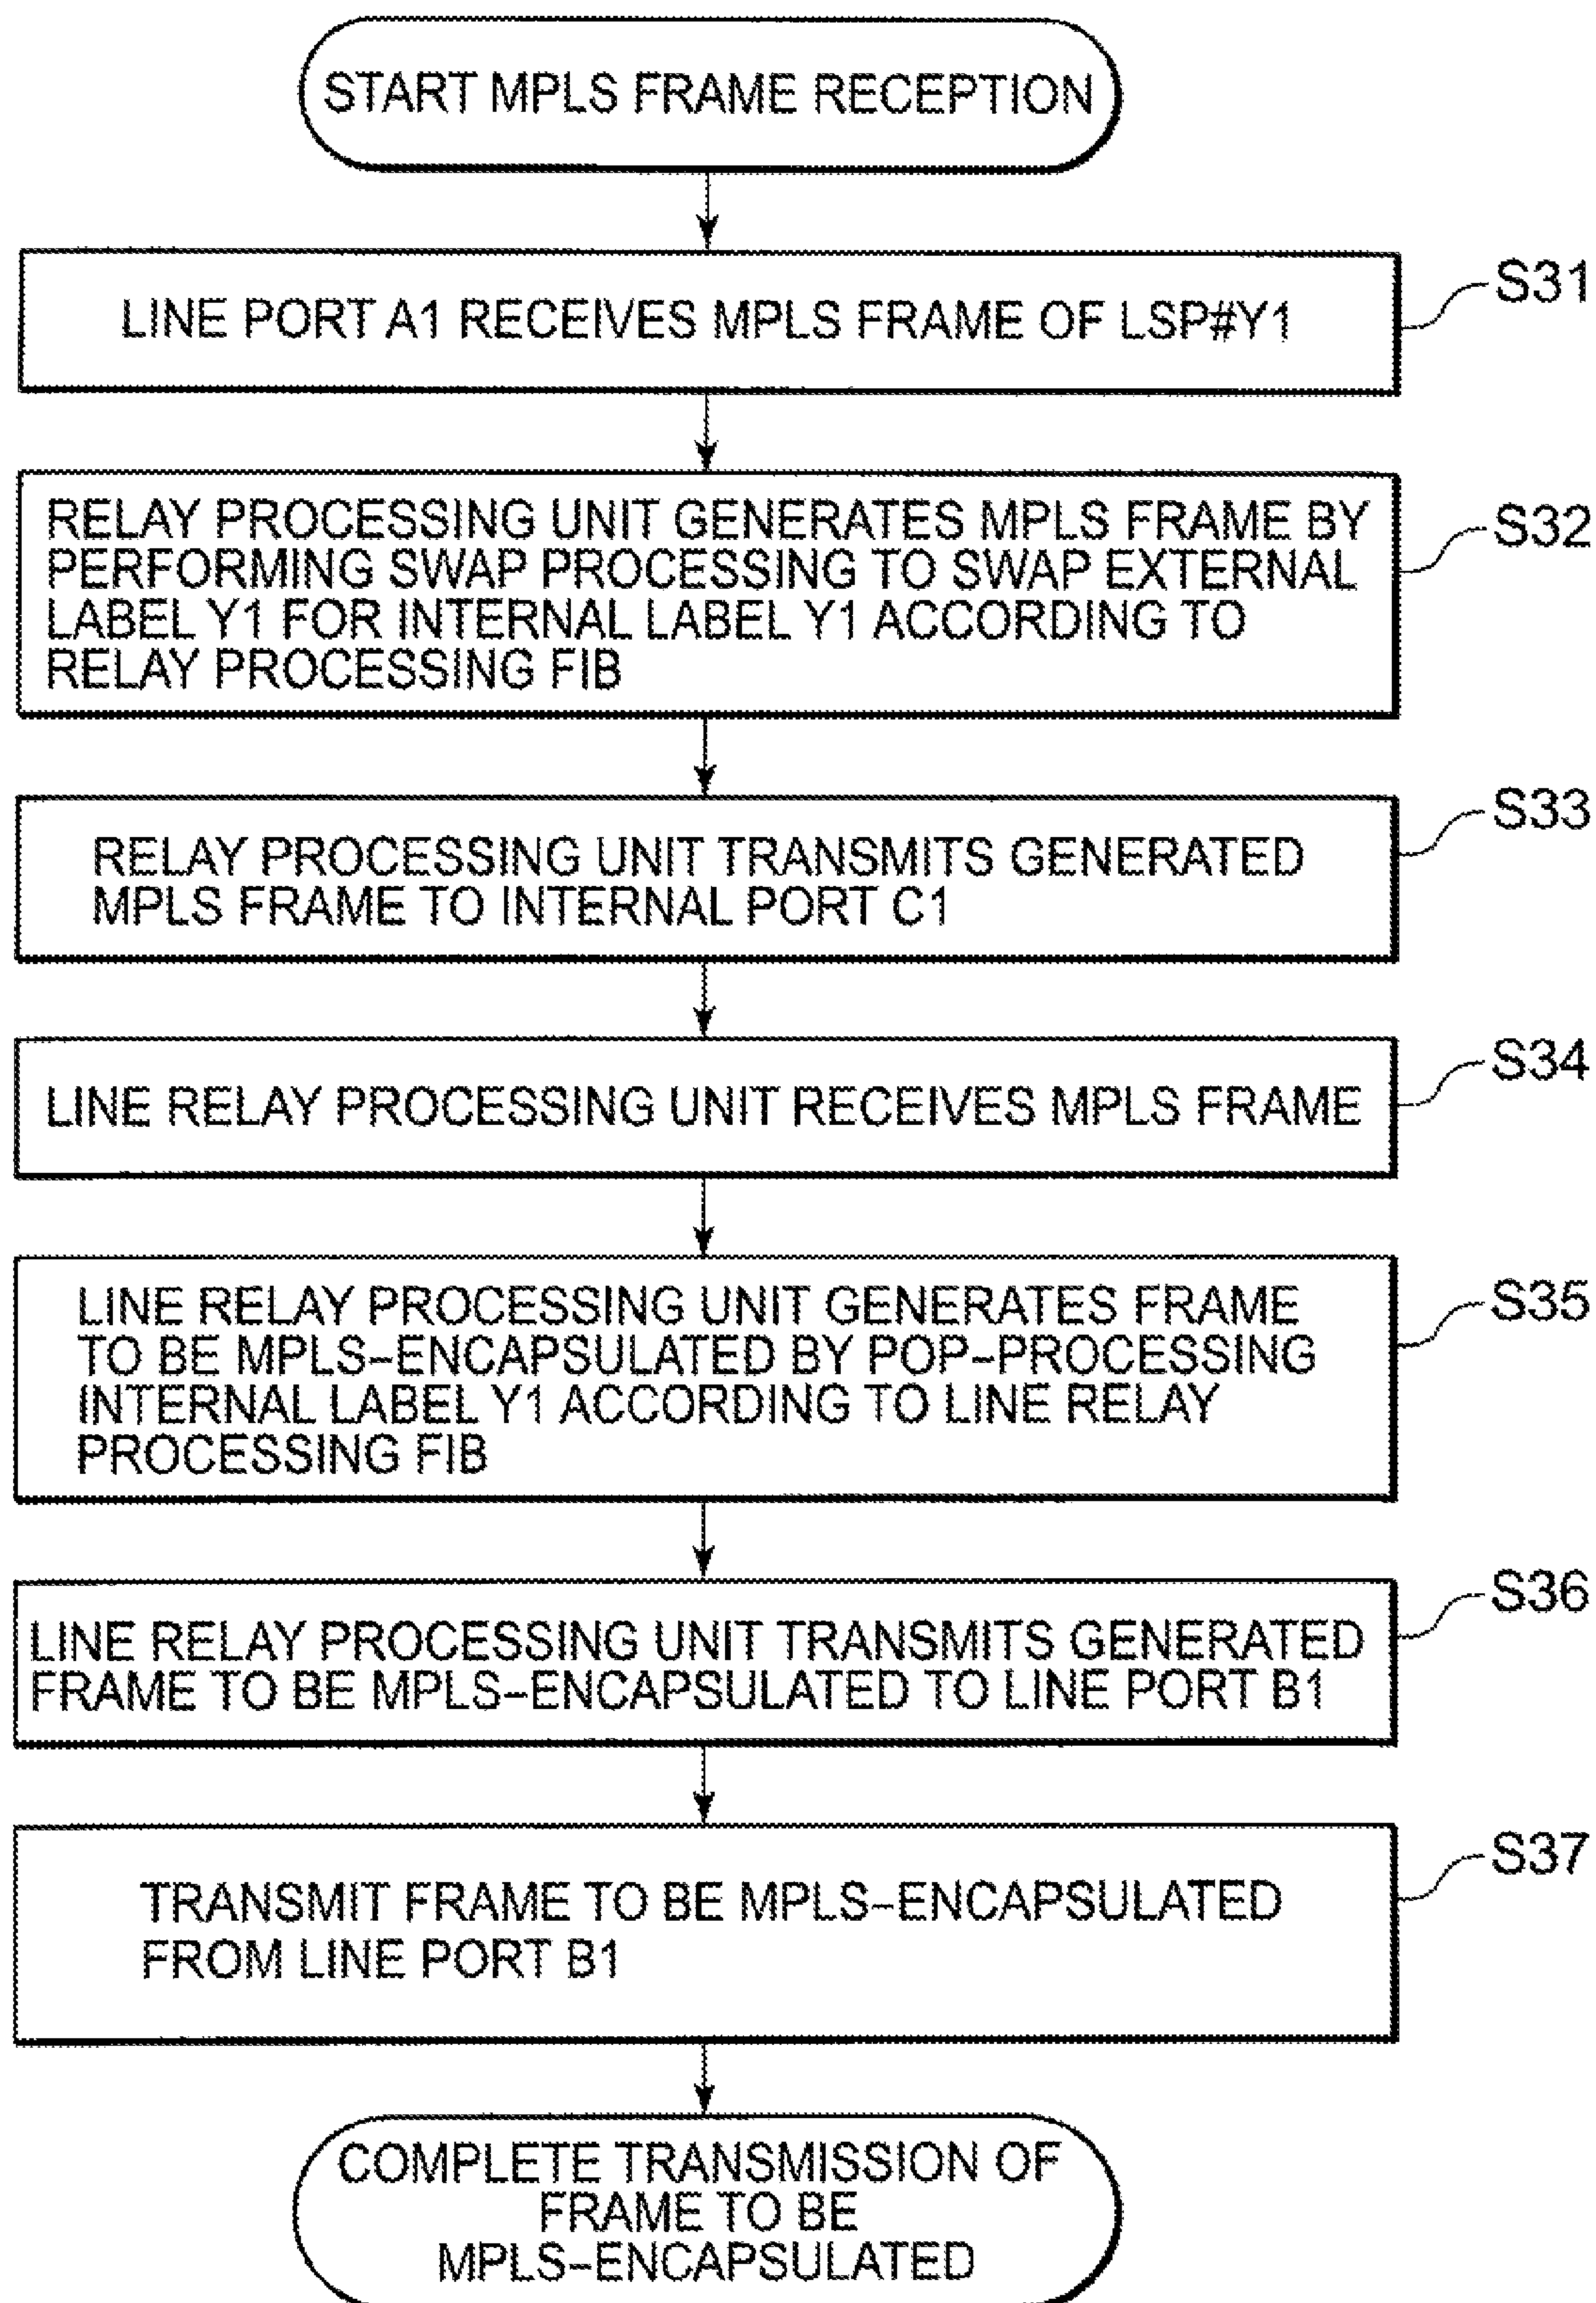 START MPLS FRAME RECEPTION
LINE PORT A1 RECEIVES MPLS FRAME OF LSP#Y1
S31
RELAY PROCESSING UNIT GENERATES MPLS FRAME BY
PERFORMING SWAP PROCESSING TO SWAP EXTERNAL
LABEL Y1 FOR INTERNAL LABEL Y1 ACCORDING TO
RELAY PROCESSING FIB
S32
RELAY PROCESSING UNIT TRANSMITS GENERATED
MPLS FRAME TO INTERNAL PORT C1
S33
LINE RELAY PROCESSING UNIT RECEIVES MPLS FRAME
S34
LINE RELAY PROCESSING UNIT GENERATES FRAME
TO BE MPLS-ENCAPSULATED BY POP-PROCESSING
INTERNAL LABEL Y1 ACCORDING TO LINE RELAY
PROCESSING FIB
S35
LINE RELAY PROCESSING UNIT TRANSMITS GENERATED
FRAME TO BE MPLS-ENCAPSULATED TO LINE PORT B1
S36
TRANSMIT FRAME TO BE MPLS-ENCAPSULATED
FROM LINE PORT B1
S37
COMPLETE TRANSMISSION OF
FRAME TO BE
MPLS-ENCAPSULATED